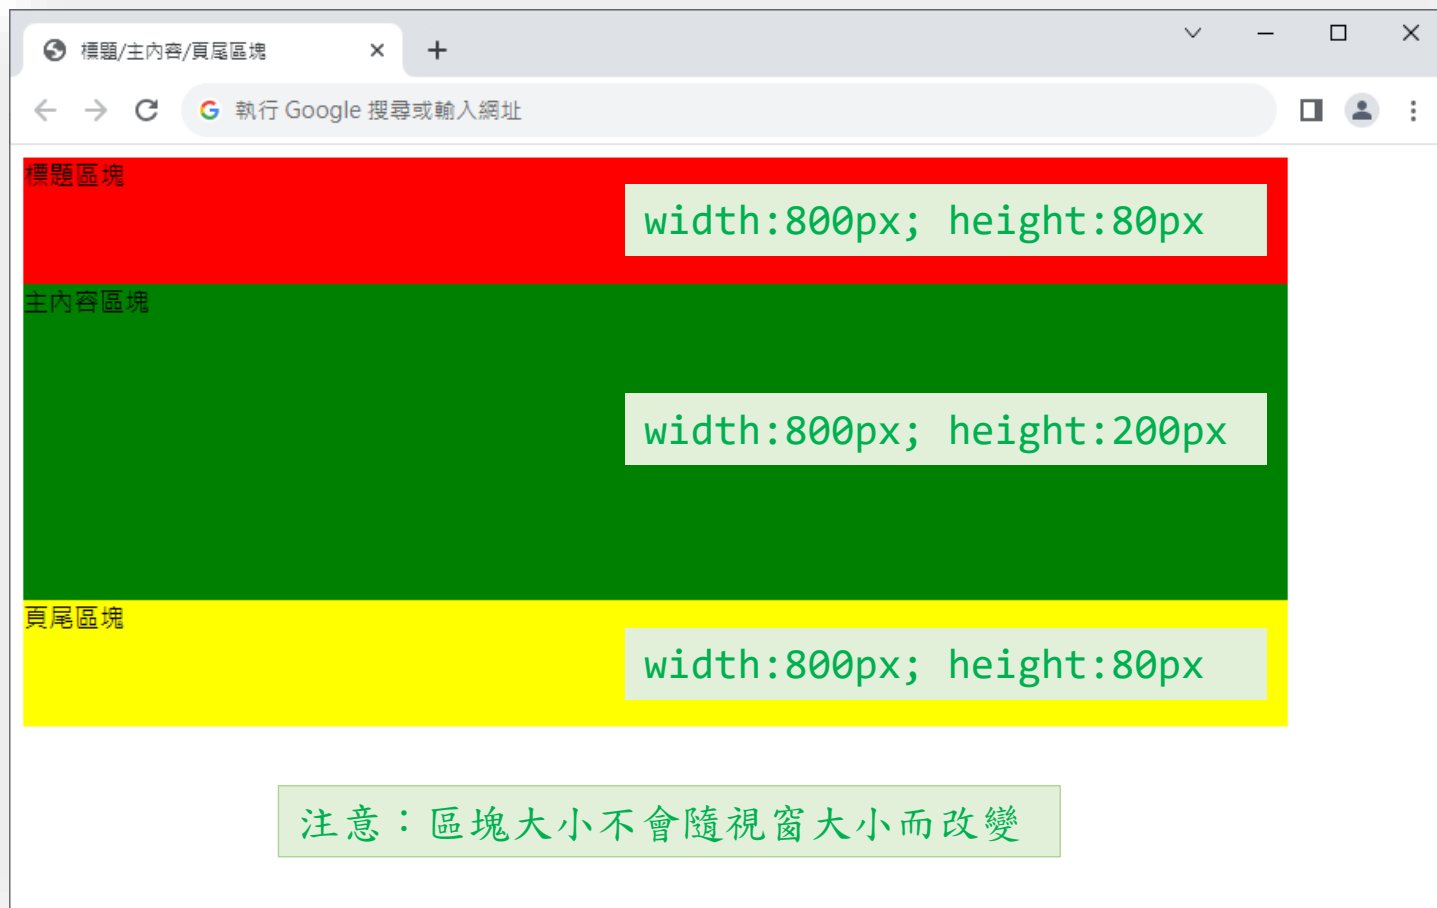 標題/主內容/頁尾區塊
執行 Google 搜尋或輸入網址
標題區塊
width:800px; height:80px
主內容區塊
width:800px; height:200px
頁尾區塊
width:800px; height:80px
注意：區塊大小不會隨視窗大小而改變